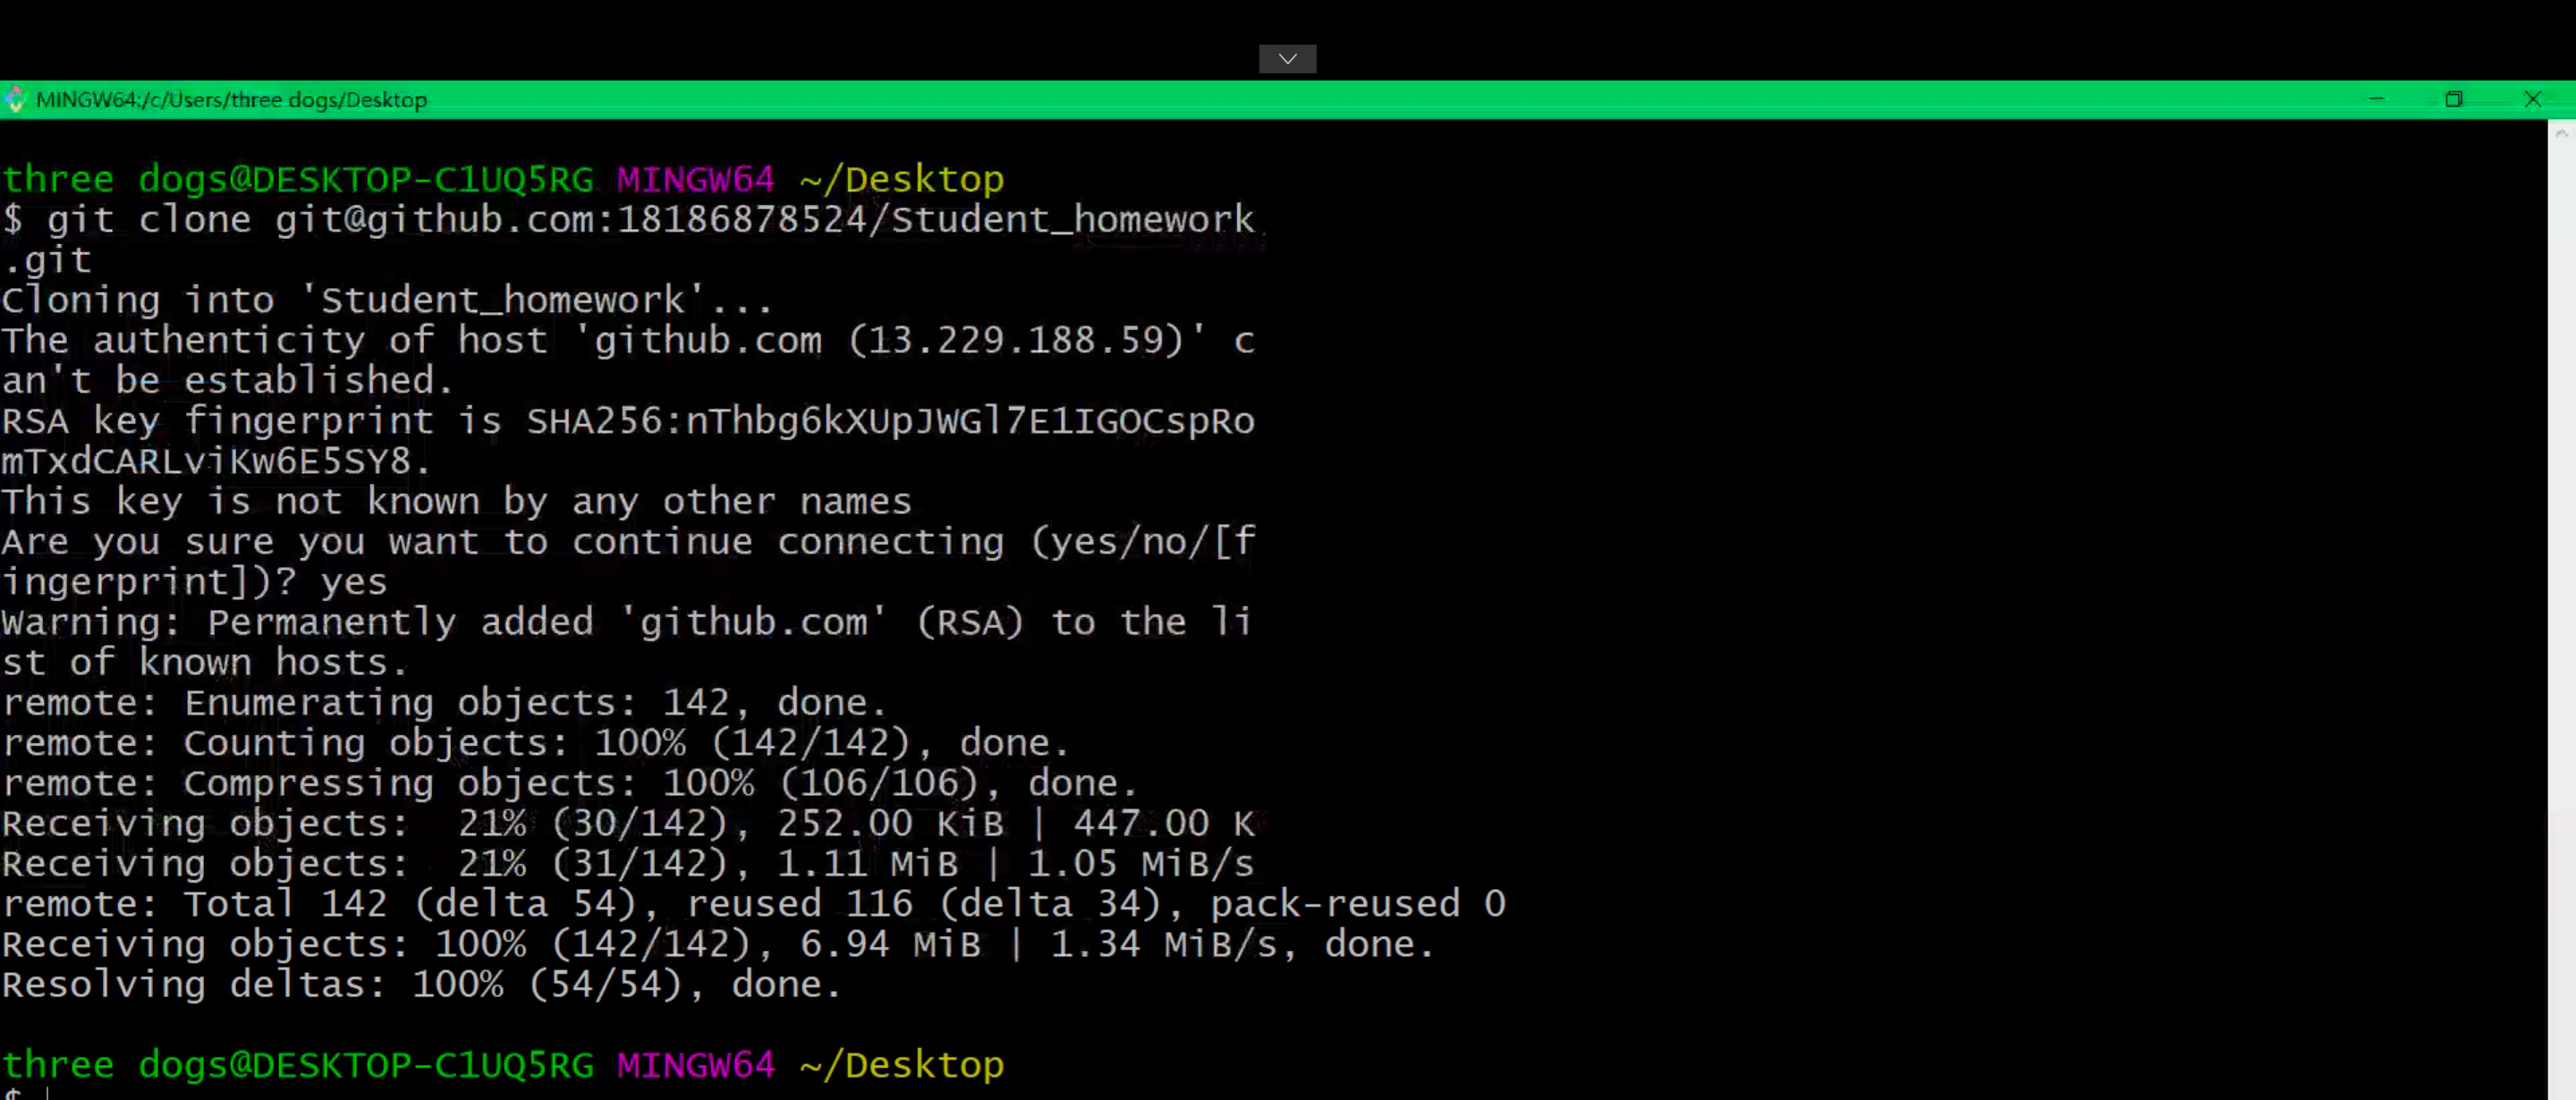 MINGW64:/c/Users/three dogs/Desktop
three dogs@DESKTOP-C1UQ5RG MINGW64 ~/Desktop
$ git clone git@github.com:18186878524/Student_homework
.git
Cloning into 'Student_homework'...
The authenticity of host 'github.com (13.229.188.59)' c
an't be established.
RSA key fingerprint is SHA256:nThbg6kXUpJWGl7E1IGOCspRo
mTxdCARLviKw6E5SY8.
This key is not known by any other names
Are you sure you want to continue connecting (yes/no/[f
ingerprint])? yes
Warning: Permanently added 'github.com' (RSA) to the li
st of known hosts.
remote: Enumerating objects: 142, done.
remote: Counting objects: 100% (142/142), done.
remote: Compressing objects: 100% (106/106), done.
Receiving objects:  21% (30/142), 252.00 KiB | 447.00 K
Receiving objects:  21% (31/142), 1.11 MiB | 1.05 MiB/s
remote: Total 142 (delta 54), reused 116 (delta 34), pack-reused 0
Receiving objects: 100% (142/142), 6.94 MiB | 1.34 MiB/s, done.
Resolving deltas: 100% (54/54), done.
three dogs@DESKTOP-C1UQ5RG MINGW64 ~/Desktop
$